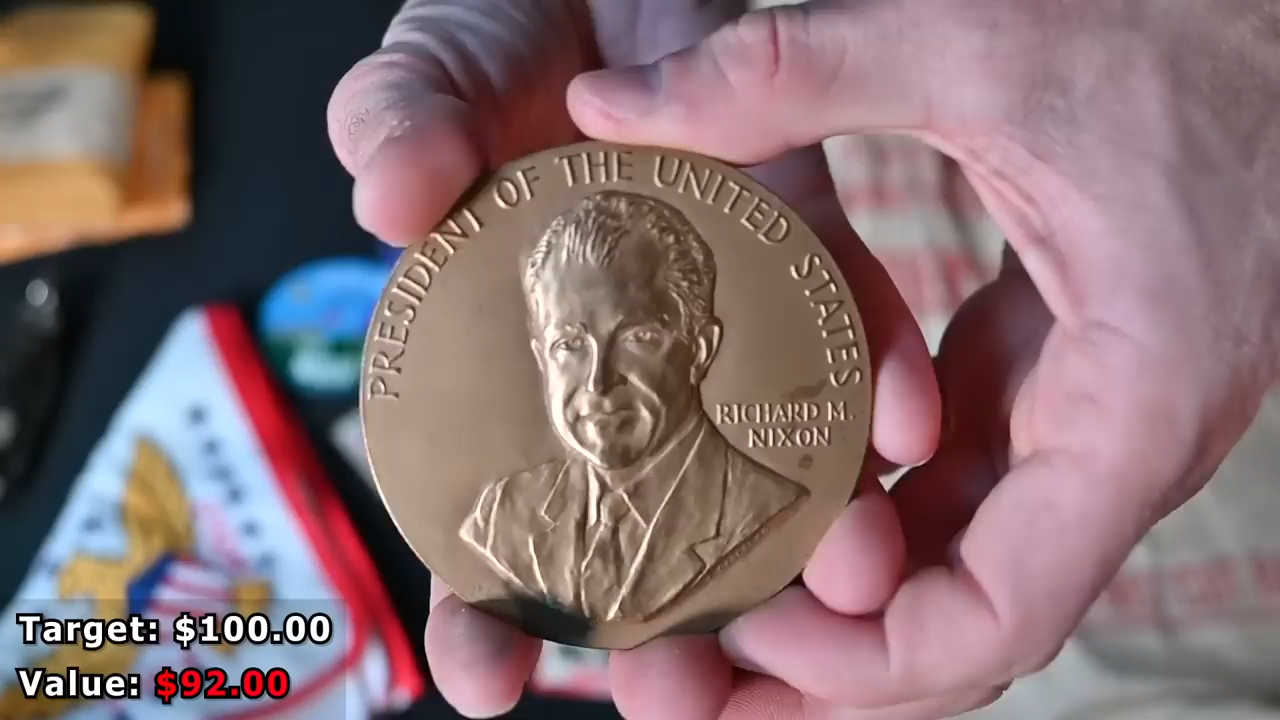 PRESIDENT OF THE UNITED STATES
RICHARD M.
NIXON
Target: $100.00
Value: $92.00